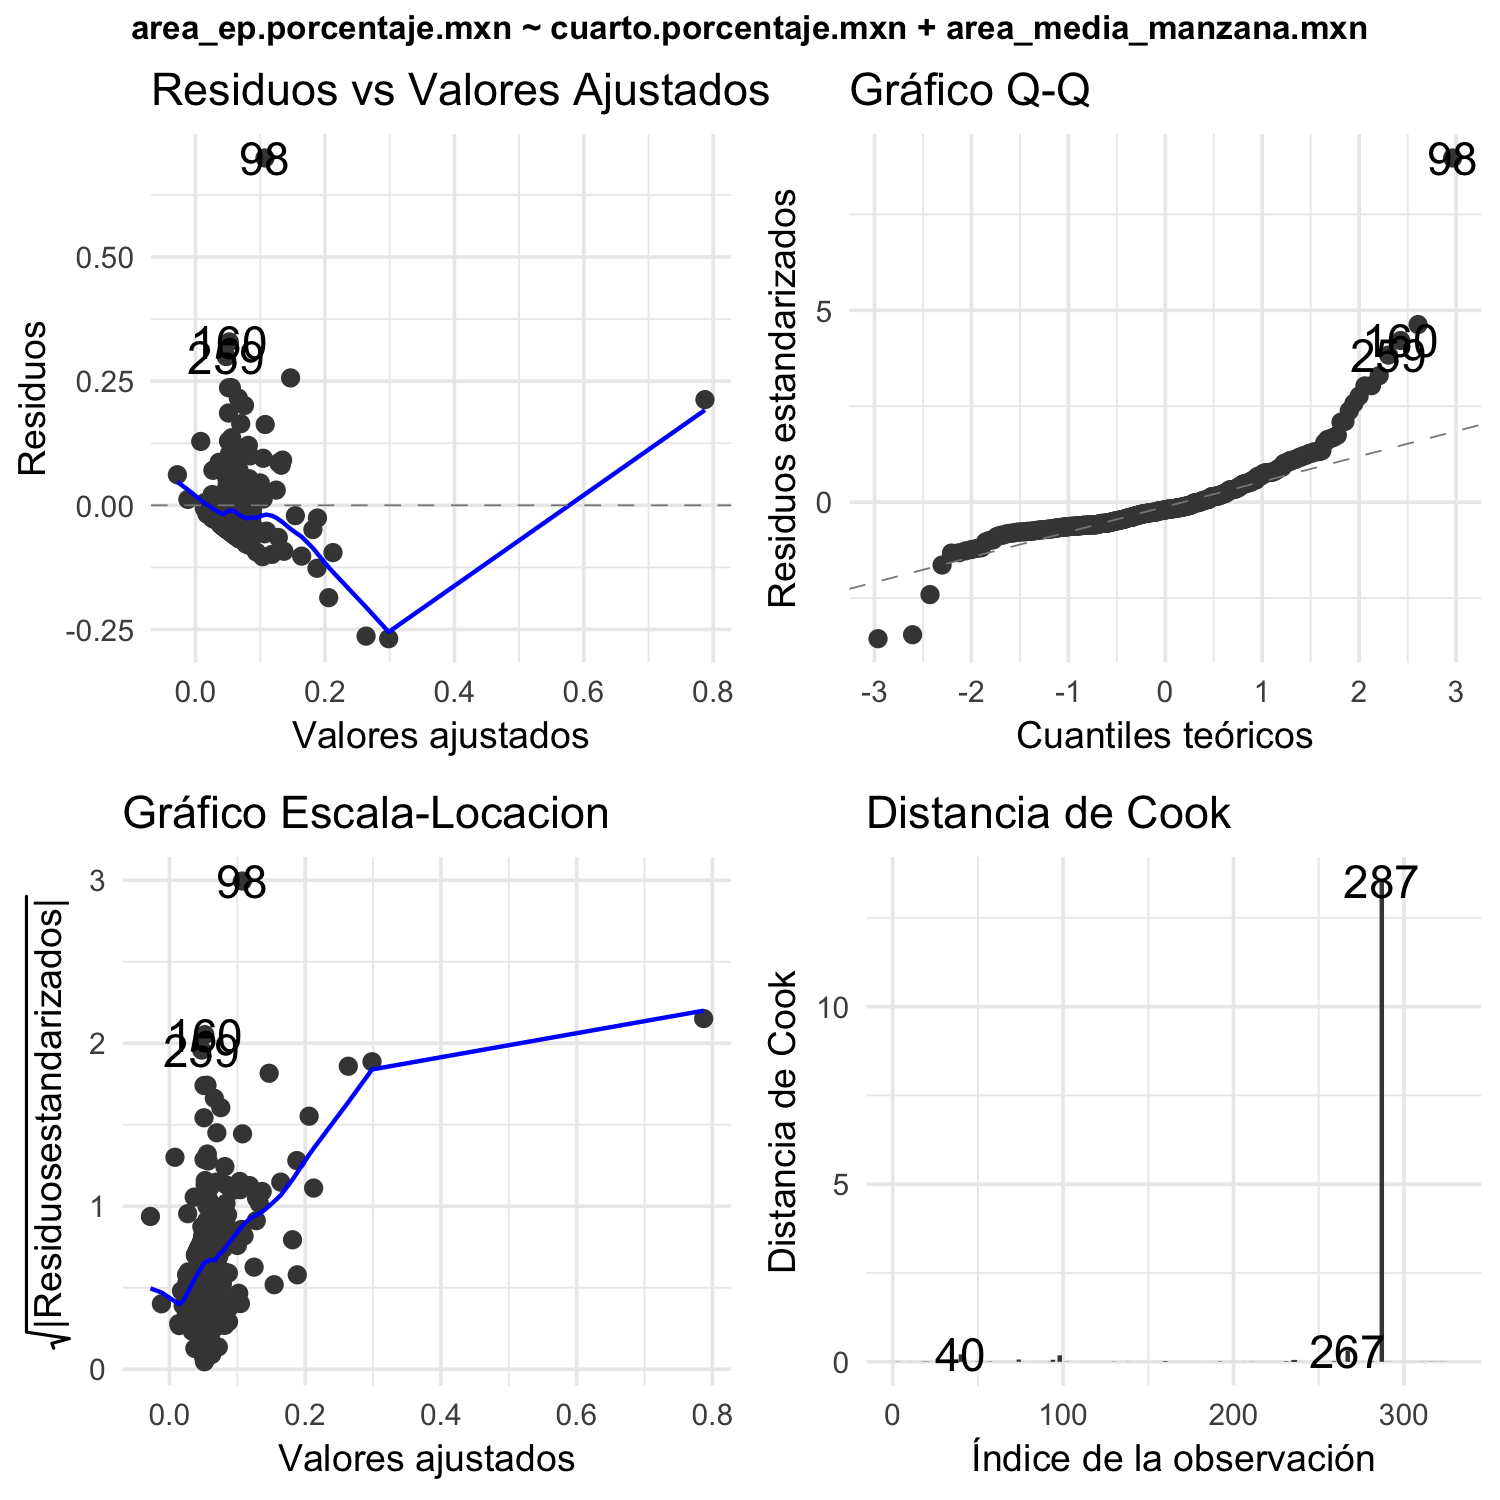 area_ep.porcentaje.mxn ~ cuarto.porcentaje.mxn + area_media_manzana.mxn
Residuos vs Valores Ajustados
98
0.50
160
259
0.25
0.00
-0.25
0.0 0.2 0.4 0.6 0.8
Residuos
Valores ajustados
Gráfico Q-Q
98
5
160
259
0
-3 -2 -1 0 1 2 3
Residuos estandarizados
Cuantiles teóricos
Gráfico Escala-Locacion
3
98
2
160
259
1
0
0.0 0.2 0.4 0.6 0.8
√|Residuosestandarizados|
Valores ajustados
Distancia de Cook
287
10
5
0
40
267
0 100 200 300
Distancia de Cook
Índice de la observación